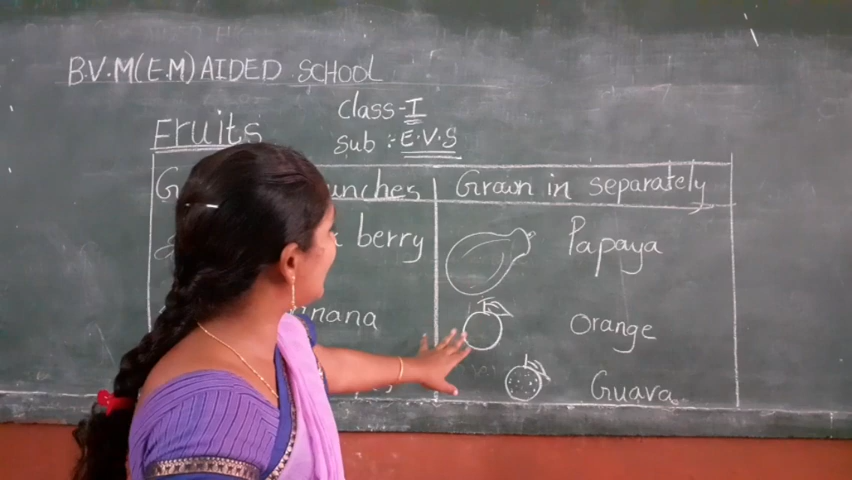 B.V.M(E.M) AIDED SCHOOL
class-I
Fruits
sub : E.V.S
Grown in separately
berry
Papaya
Orange
Guava